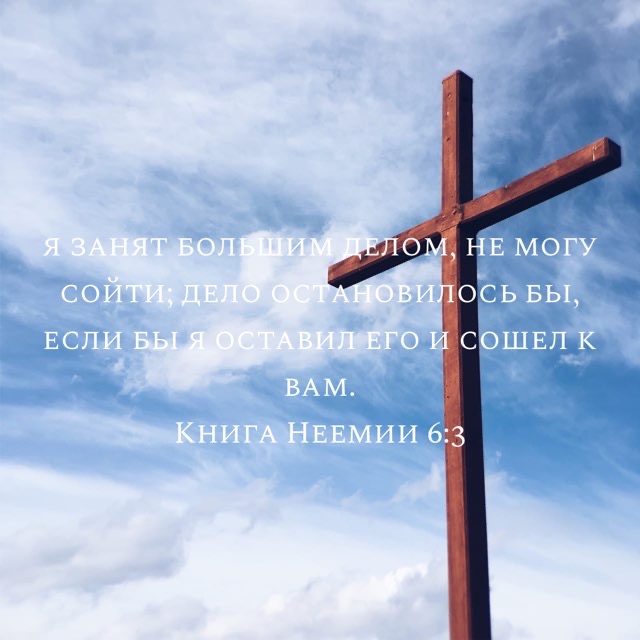 я занят большим делом, не могу
сойти; дело остановилось бы,
если бы я оставил его и сошел к
вам.
Книга Неемии 6:3